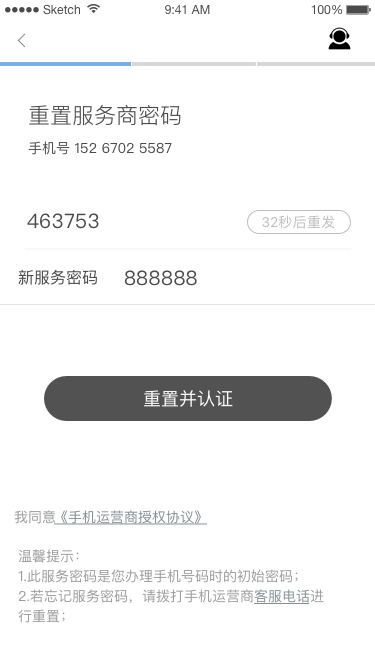 Sketch 9:41 AM 100%
重置服务商密码
手机号 152 6702 5587
463753 32秒后重发
新服务密码 888888
重置并认证
我同意《手机运营商授权协议》
温馨提示：
1.此服务密码是您办理手机号码时的初始密码；
2.若忘记服务密码，请拨打手机运营商客服电话进
行重置；